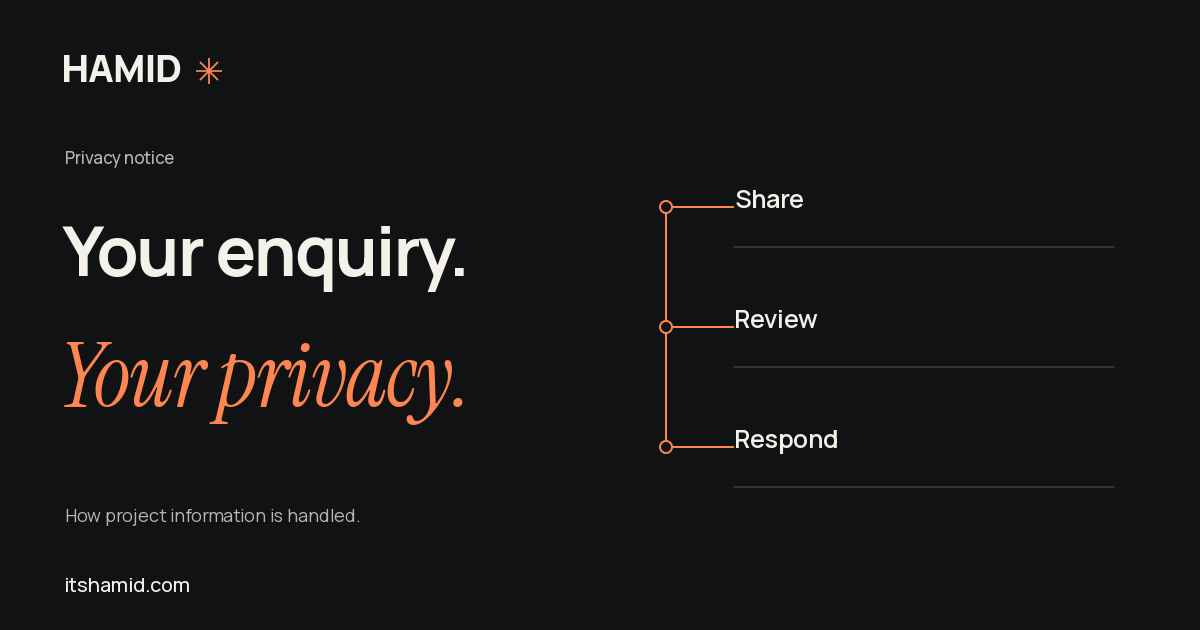 HAMID
Privacy notice
Your enquiry.
Your privacy.
How project information is handled.
itshamid.com
Share
Review
Respond